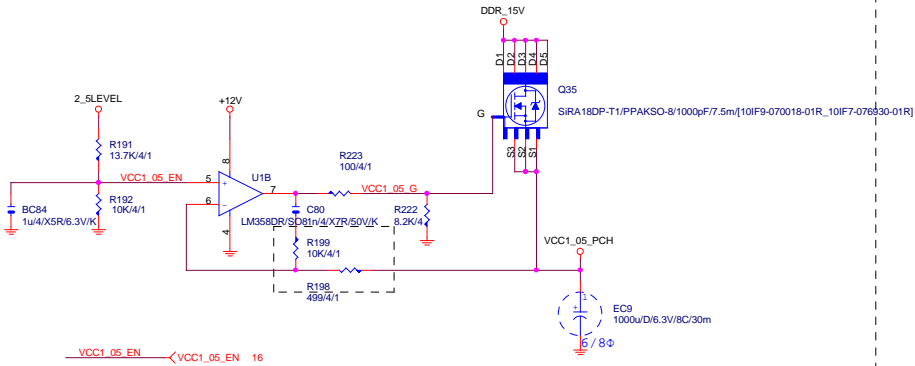 DDR_15V
D1
D2
D3
D4
D5
Q35
SiRA18DP-T1/PPAKSO-8/1000pF/7.5m/[10IF9-070018-01R_10IF7-076930-01R]
G
S3
S2
S1
2_5LEVEL
+12V
R191
13.7K/4/1
8
VCC1_05_EN
5
+
U1B
7
R223
100/4/1
VCC1_05_G
6
-
BC84
1u/4/X5R/6.3V/K
R192
10K/4/1
4
C80
LM358DR/SO81n/4/X7R/50V/K
R222
8.2K/4
R199
10K/4/1
VCC1_05_PCH
R198
499/4/1
1
+
EC9
1000u/D/6.3V/8C/30m
6/8Φ
VCC1_05_EN
VCC1_05_EN 16